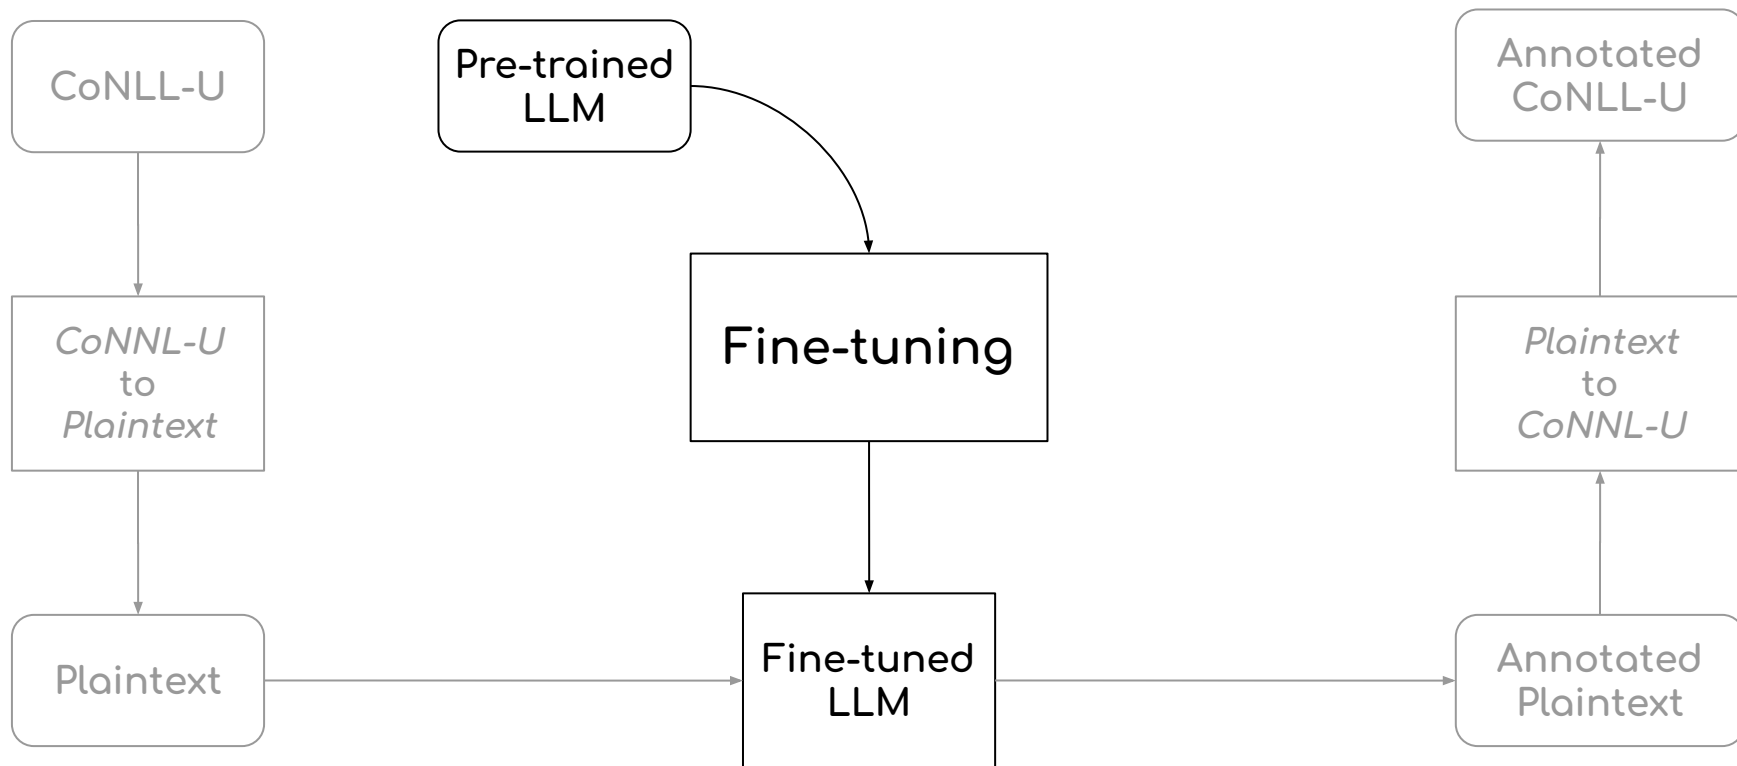 CoNLL-U
Pre-trained
LLM
Annotated
CoNLL-U
CoNNL-U
to
Plaintext
Fine-tuning
Plaintext
to
CoNNL-U
Plaintext
Fine-tuned
LLM
Annotated
Plaintext